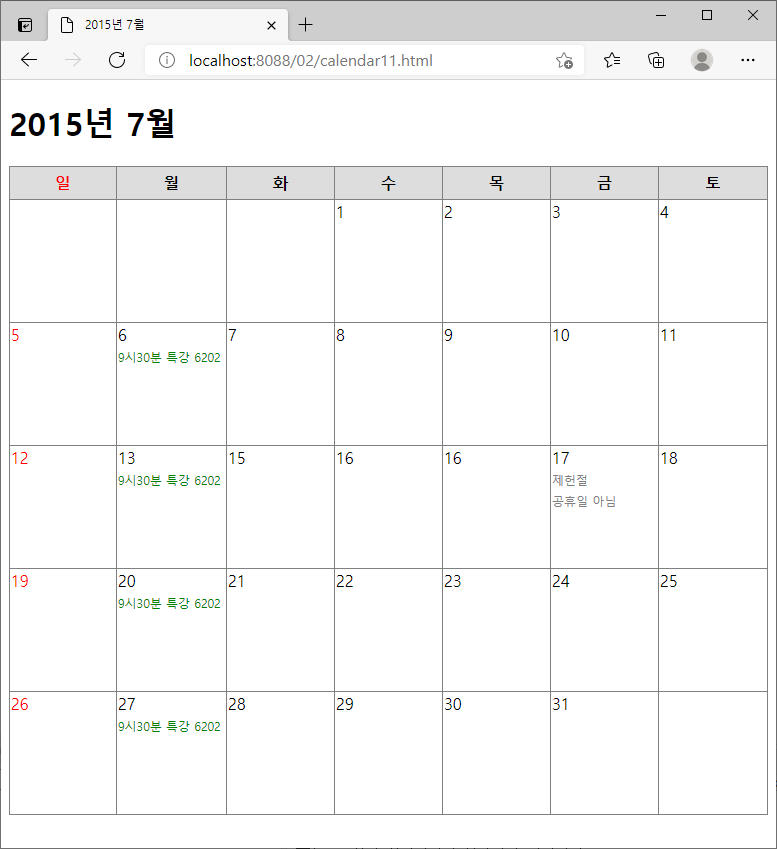 2015년 7월
localhost:8088/02/calendar11.html
2015년 7월
일 월 화 수 목 금 토
1 2 3 4
5 6 7 8 9 10 11
9시30분 특강 6202
12 13 15 16 16 17 18
9시30분 특강 6202 제헌절
공휴일 아님
19 20 21 22 23 24 25
9시30분 특강 6202
26 27 28 29 30 31
9시30분 특강 6202